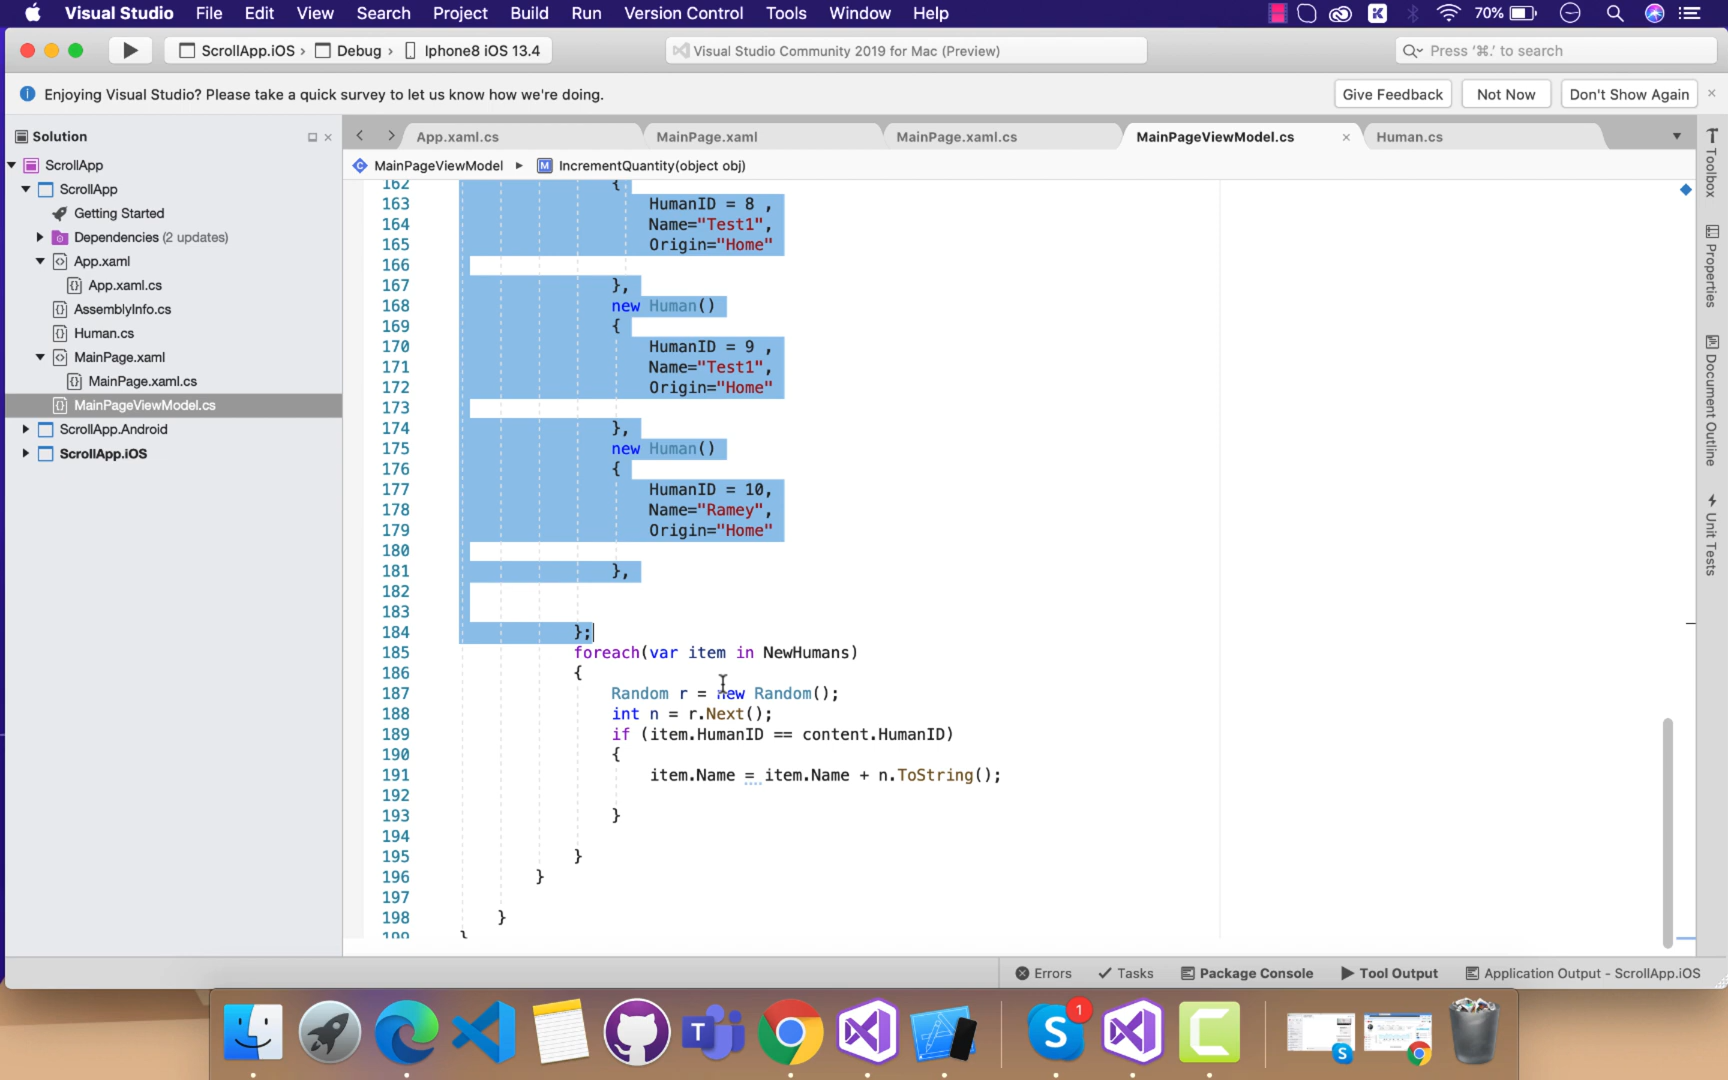 Visual Studio File Edit View Search Project Build Run Version Control Tools Window Help 70%
ScrollApp.iOS › Debug › Iphone8 iOS 13.4
Visual Studio Community 2019 for Mac (Preview)
Press ‘⌘.’ to search
Enjoying Visual Studio? Please take a quick survey to let us know how we're doing.
Give Feedback Not Now Don't Show Again
Solution
ScrollApp
ScrollApp
Getting Started
Dependencies (2 updates)
App.xaml
App.xaml.cs
AssemblyInfo.cs
Human.cs
MainPage.xaml
MainPage.xaml.cs
MainPageViewModel.cs
ScrollApp.Android
ScrollApp.iOS
App.xaml.cs MainPage.xaml MainPage.xaml.cs MainPageViewModel.cs Human.cs
MainPageViewModel ▸ M IncrementQuantity(object obj)
162 {
163 HumanID = 8 ,
164 Name="Test1",
165 Origin="Home"
166
167 },
168 new Human()
169 {
170 HumanID = 9 ,
171 Name="Test1",
172 Origin="Home"
173
174 },
175 new Human()
176 {
177 HumanID = 10,
178 Name="Ramey",
179 Origin="Home"
180
181 },
182
183
184 };
185 foreach(var item in NewHumans)
186 {
187 Random r = new Random();
188 int n = r.Next();
189 if (item.HumanID == content.HumanID)
190 {
191 item.Name = item.Name + n.ToString();
192
193 }
194
195 }
196 }
197
198 }
199 }
Toolbox
Properties
Document Outline
Unit Tests
Errors Tasks Package Console Tool Output Application Output - ScrollApp.iOS
T
S
1
C
S